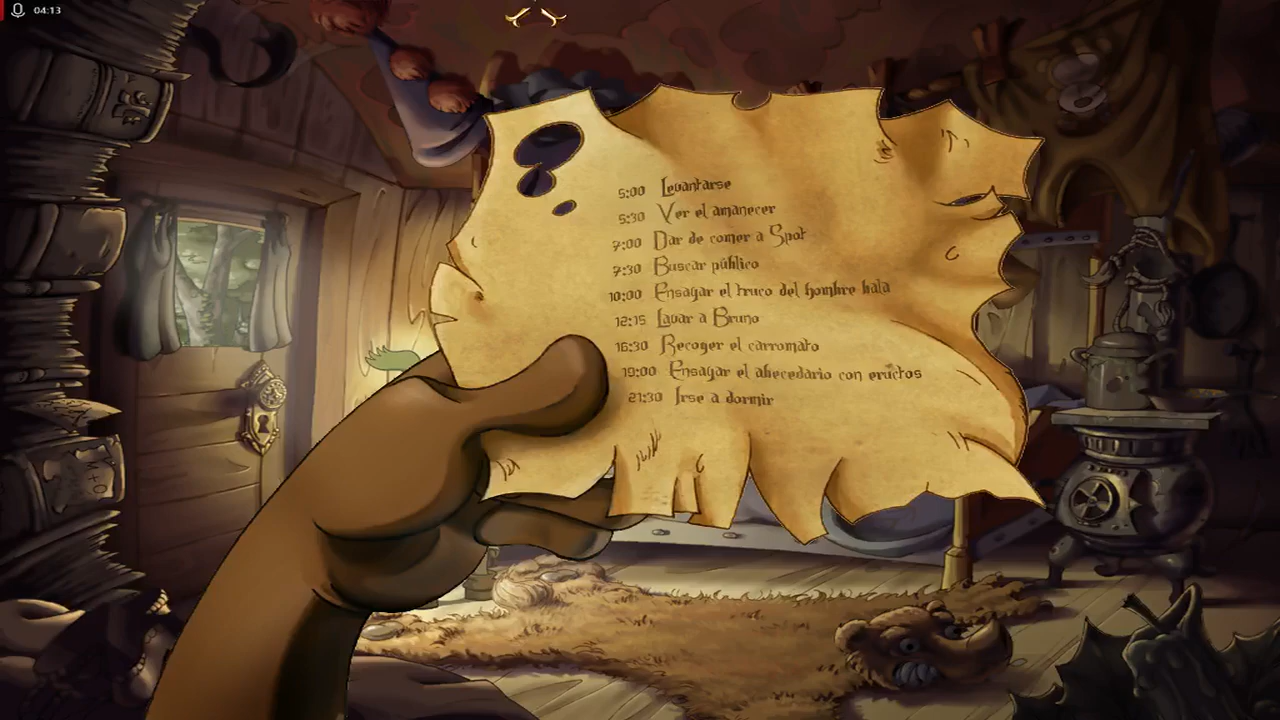 04:13
5:00 Levantarse
5:30 Ver el amanecer
7:00 Dar de comer a Spot
7:30 Buscar público
10:00 Ensayar el truco del hombre bala
12:15 Lavar a Bruno
16:30 Recoger el carromato
19:00 Ensayar el abecedario con eructos
21:30 Irse a dormir